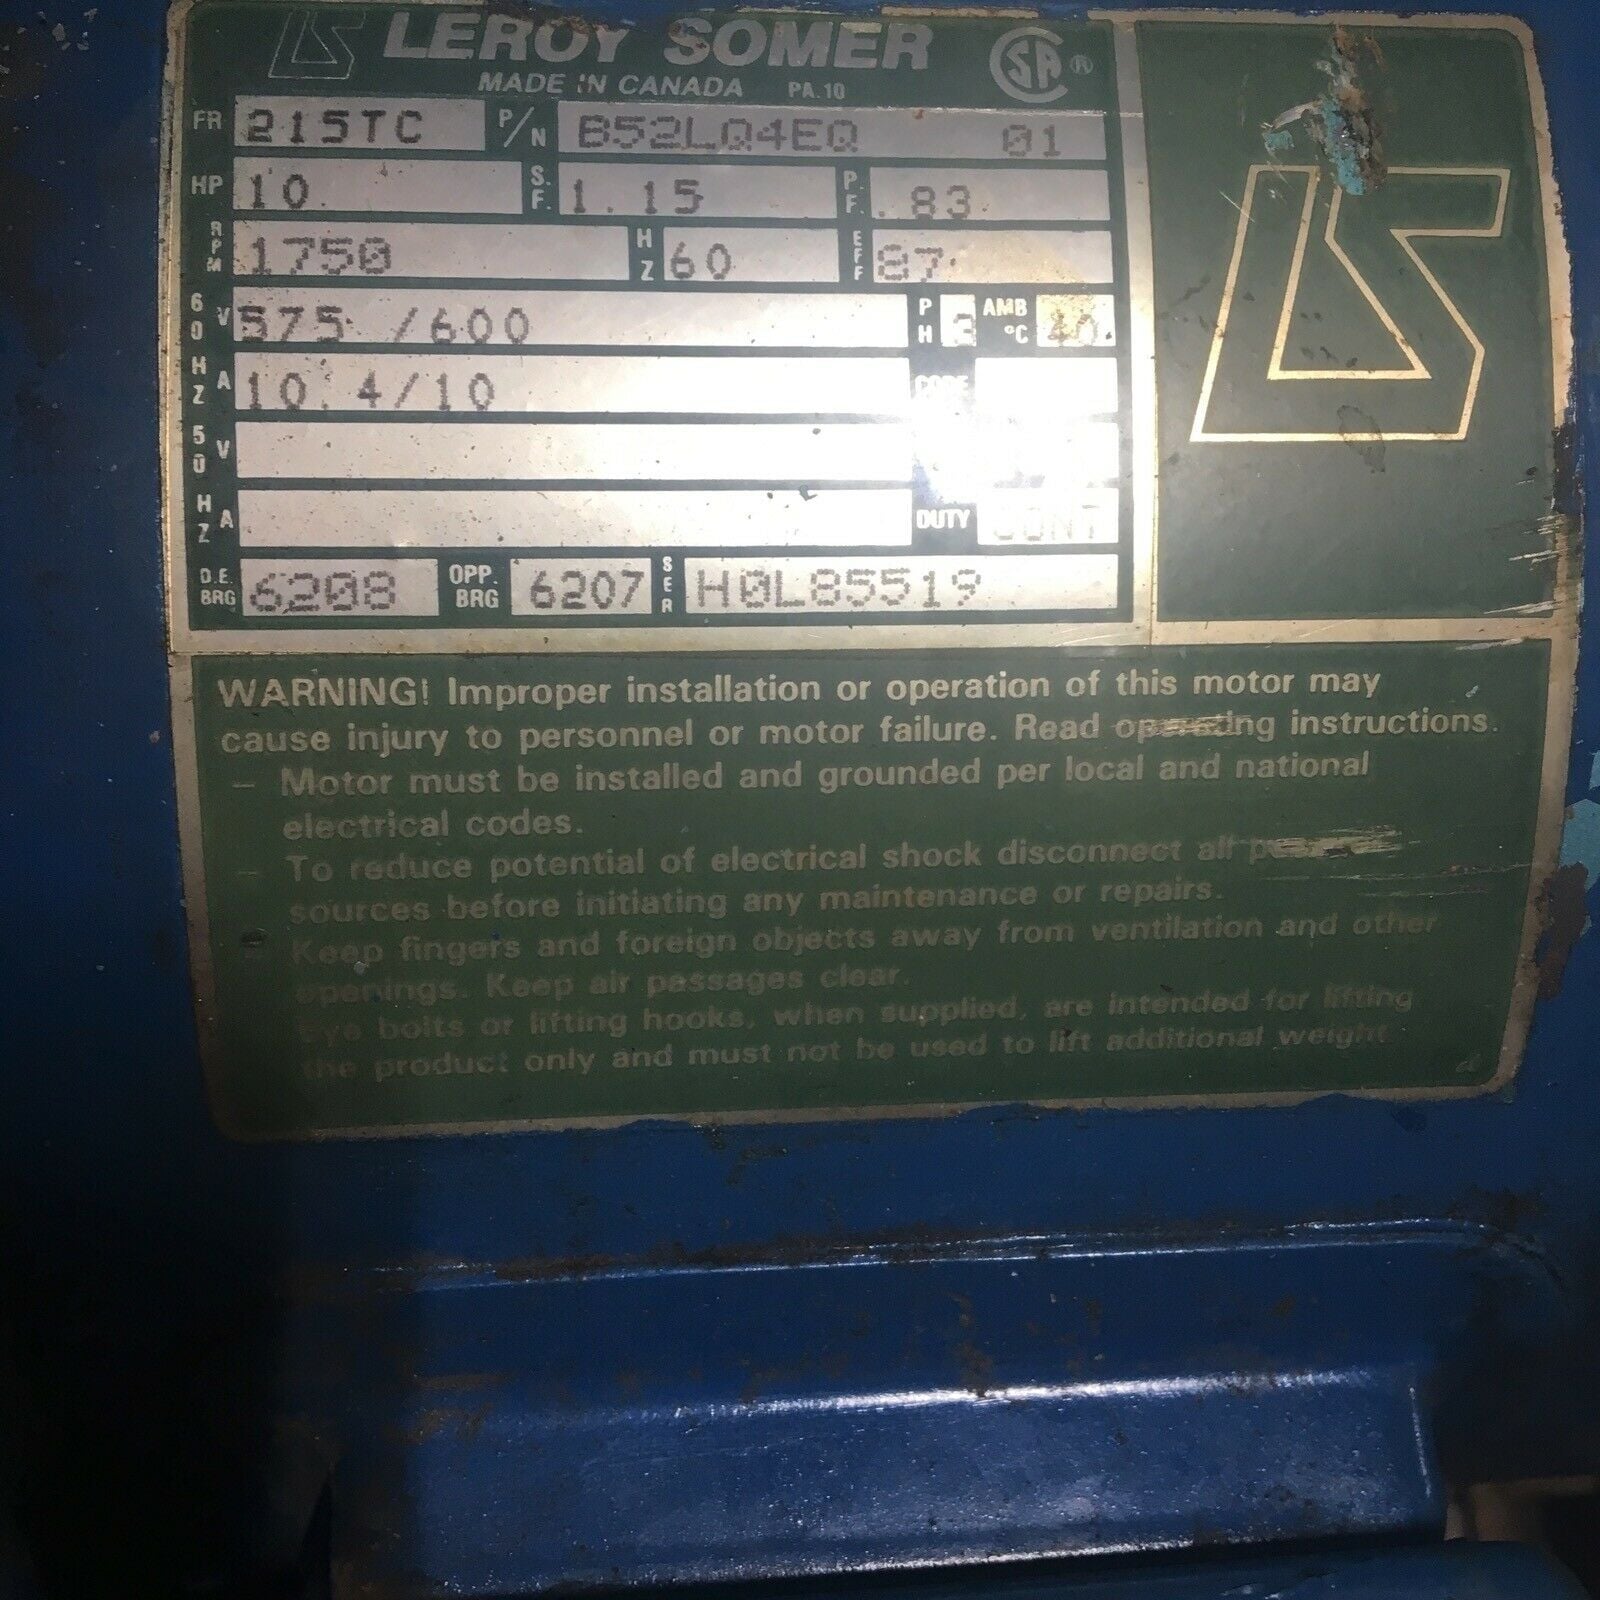 LS LEROY SOMER CSA ®
MADE IN CANADA PA.10
FR 215TC P/N B52LQ4EQ 01
HP 10 S.F. 1.15 P.F. .83
RPM 1750 HZ 60 EFF 87
60 HZ V 575 /600 PH 3 AMB °C 40
A 10.4/10 CODE
50 HZ V
A DUTY CONT
D.E. BRG 6208 OPP. BRG 6207 SER H0L85519
LS
WARNING! Improper installation or operation of this motor may
cause injury to personnel or motor failure. Read operating instructions.
– Motor must be installed and grounded per local and national
electrical codes.
– To reduce potential of electrical shock disconnect all
sources before initiating any maintenance or repairs.
– Keep fingers and foreign objects away from ventilation and other
openings. Keep air passages clear.
Eye bolts or lifting hooks, when supplied, are intended for lifting
the product only and must not be used to lift additional weight.